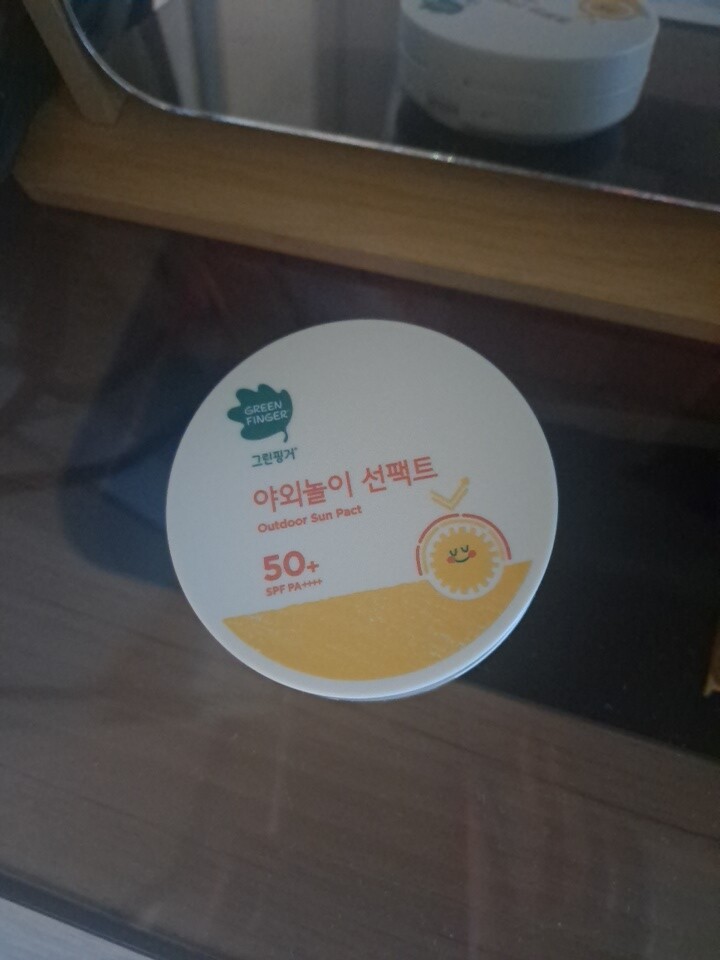 GREEN
FINGER
그린핑거
야외놀이 선팩트
Outdoor Sun Pact
50+
SPF PA++++